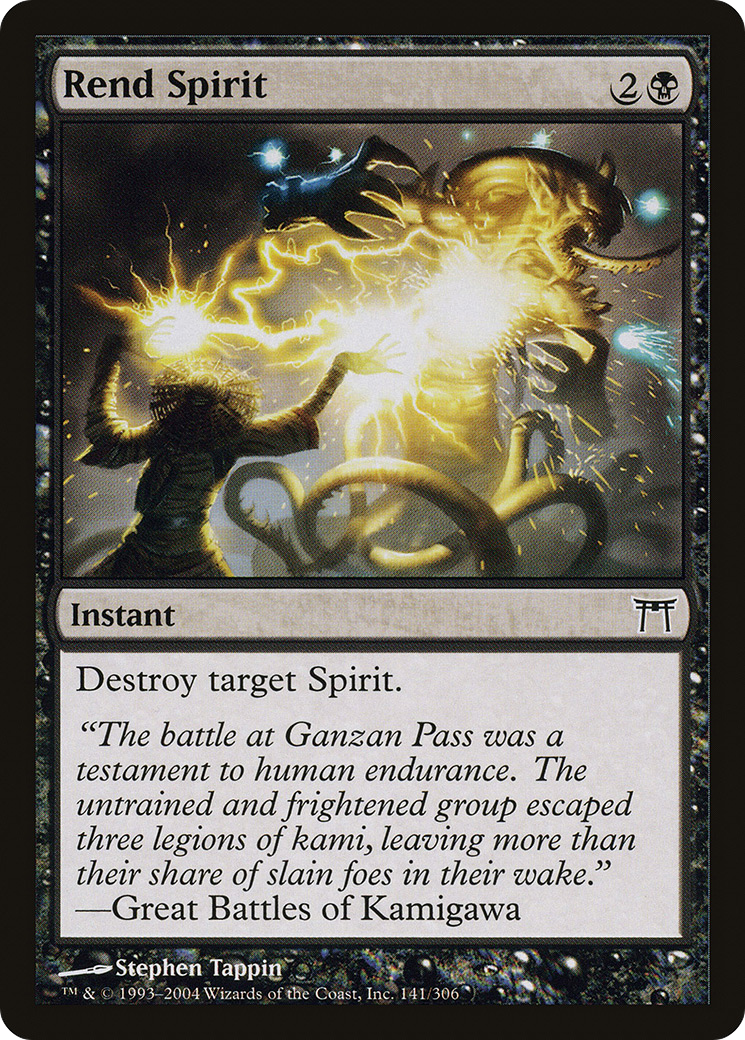 Rend Spirit
2
Instant
Destroy target Spirit.
“The battle at Ganzan Pass was a
testament to human endurance. The
untrained and frightened group escaped
three legions of kami, leaving more than
their share of slain foes in their wake.”
—Great Battles of Kamigawa
Stephen Tappin
™ & © 1993–2004 Wizards of the Coast, Inc. 141/306